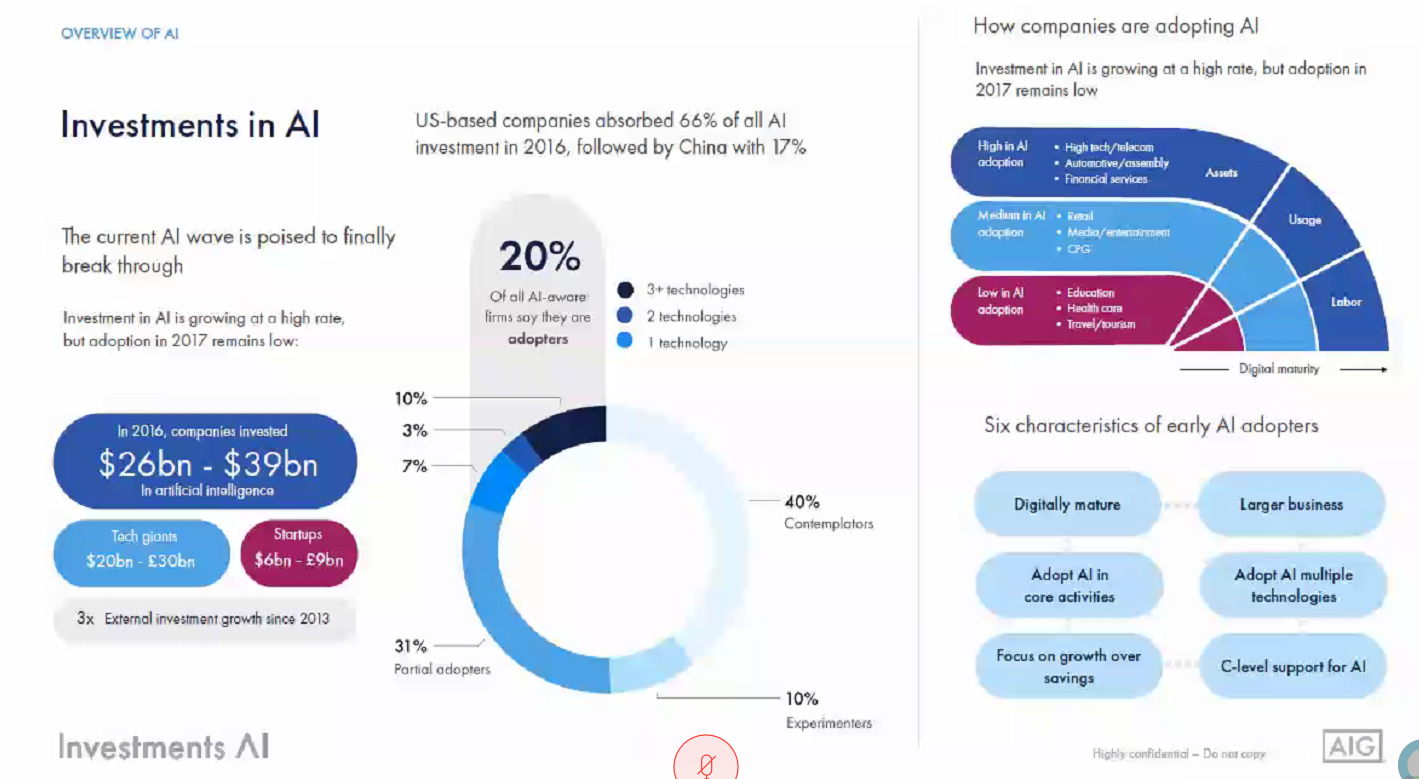 OVERVIEW OF AI
Investments in AI
The current AI wave is poised to finally
break through
Investment in AI is growing at a high rate,
but adoption in 2017 remains low:
In 2016, companies invested
$26bn - $39bn
In artificial intelligence
Tech giants
$20bn - £30bn
Startups
$6bn - £9bn
3x External investment growth since 2013
US-based companies absorbed 66% of all AI
investment in 2016, followed by China with 17%
20%
Of all AI-aware
firms say they are
adopters
3+ technologies
2 technologies
1 technology
10%
3%
7%
40%
Contemplators
31%
Partial adopters
10%
Experimenters
How companies are adopting AI
Investment in AI is growing at a high rate, but adoption in
2017 remains low
High in AI
adoption
• High tech/telecom
• Automotive/assembly
• Financial services
Assets
Usage
Labor
Medium in AI
adoption
• Retail
• Media/entertainment
• CPG
Low in AI
adoption
• Education
• Health care
• Travel/tourism
Digital maturity
Six characteristics of early AI adopters
Digitally mature
Larger business
Adopt AI in
core activities
Adopt AI multiple
technologies
Focus on growth over
savings
C-level support for AI
Investments AI
Highly confidential – Do not copy
AIG